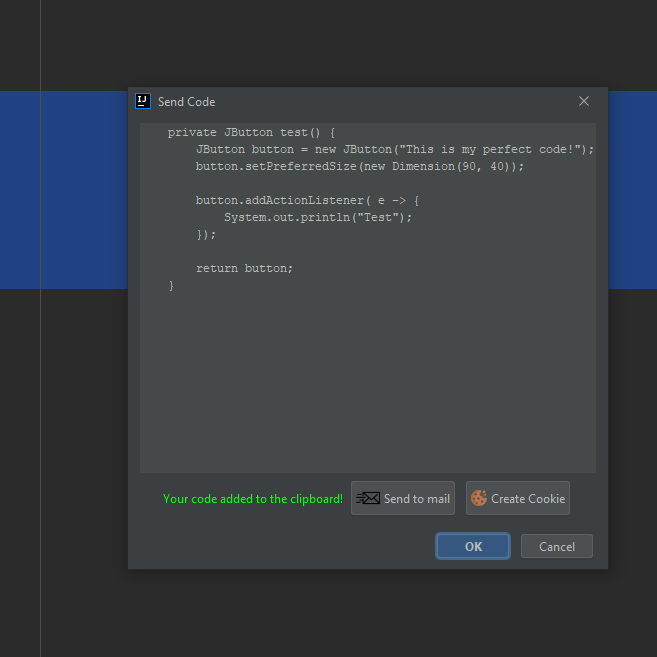 IJ
Send Code
private JButton test() {
JButton button = new JButton("This is my perfect code!");
button.setPreferredSize(new Dimension(90, 40));
button.addActionListener( e -> {
System.out.println("Test");
});
return button;
}
Your code added to the clipboard!
Send to mail
Create Cookie
OK
Cancel